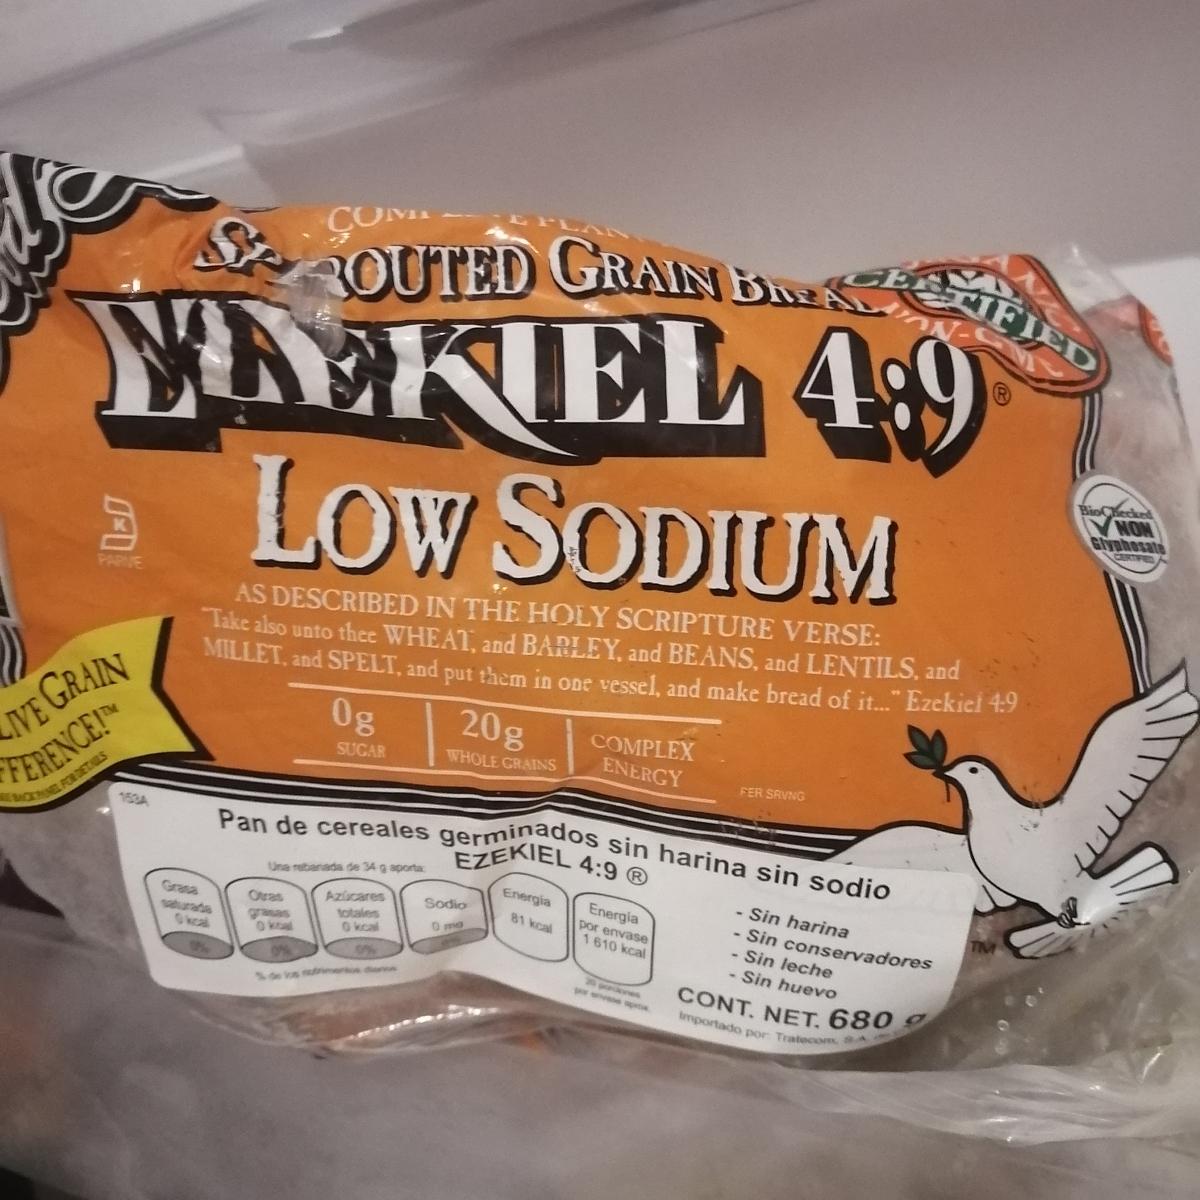 SPROUTED GRAIN BREAD
EZEKIEL 4:9®
LOW SODIUM
K
PARVE
AS DESCRIBED IN THE HOLY SCRIPTURE VERSE:
"Take also unto thee WHEAT, and BARLEY, and BEANS, and LENTILS, and
MILLET, and SPELT, and put them in one vessel, and make bread of it..." Ezekiel 4:9
0g
SUGAR
20g
WHOLE GRAINS
COMPLEX
ENERGY
PER SRVNG
CERTIFIED
BioChecked
NON
Glyphosate
CERTIFIED
LIVE GRAIN
TM
153A
Pan de cereales germinados sin harina sin sodio
EZEKIEL 4:9 ®
Una rebanada de 34 g aporta:
Grasa
saturada
0 kcal
0%
Otras
grasas
0 kcal
0%
Azúcares
totales
0 kcal
0%
Sodio
0 mg
0%
Energía
81 kcal
Energía
por envase
1 610 kcal
% de los nutrimentos diarios
20 porciones
por envase aprox.
- Sin harina
- Sin conservadores
- Sin leche
- Sin huevo
CONT. NET. 680 g
Importado por: Tratecom, S.A.